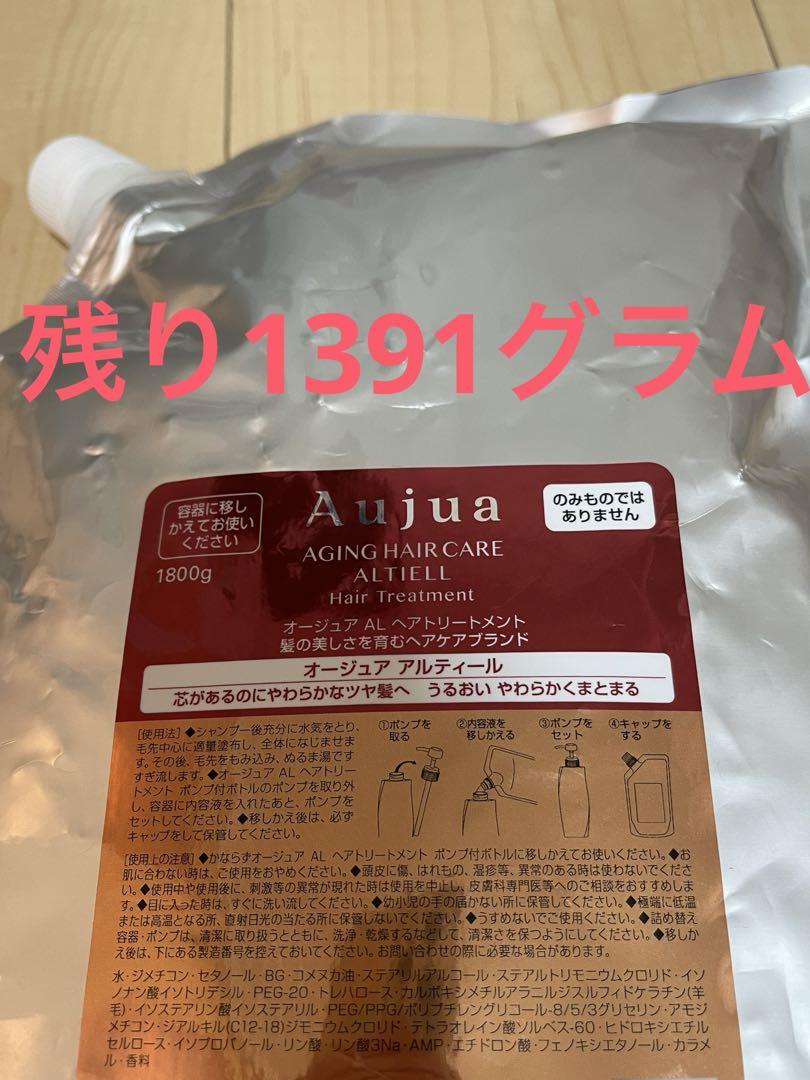 残り1391グラム
容器に移し
かえてお使い
ください
Aujua
のみものでは
ありません
1800g
AGING HAIR CARE
ALTIELL
Hair Treatment
オージュア AL ヘアトリートメント
髪の美しさを育むヘアケアブランド
オージュア アルティール
芯があるのにやわらかなツヤ髪へ うるおい やわらかくまとまる
［使用法］◆シャンプー後充分に水気をとり、
毛先中心に適量塗布し、全体になじませま
す。その後、毛先をもみ込み、ぬるま湯です
すぎ流します。◆オージュア AL ヘアトリー
トメント ポンプ付ボトルのポンプを取り外
し、容器に内容液を入れたあと、ポンプを
セットしてください。◆移しかえ後は、必ず
キャップをして保管してください。
①ポンプを
取る
②内容液を
移しかえる
③ポンプを
セット
④キャップを
する
［使用上の注意］◆かならずオージュア AL ヘアトリートメント ポンプ付ボトルに移しかえてお使いください。◆お
肌に合わない時は、ご使用をおやめください。◆頭皮に傷、はれもの、湿疹等、異常のある時は使わないでくださ
い。◆使用中や使用後に、刺激等の異常が現れた時は使用を中止し、皮膚科専門医等へのご相談をおすすめしま
す。◆目に入った時は、すぐに洗い流してください。◆幼小児の手の届かない所に保管してください。◆極端に低温
または高温となる所、直射日光の当たる所に保管しないでください。◆うすめないでご使用ください。◆詰め替え
容器・ポンプは、清潔に取り扱うとともに、洗浄・乾燥するなどして、清潔さを保つようにしてください。◆移しか
え後は、下にある製造番号を控えておいてください。お問い合わせの際に必要な場合があります。
水・ジメチコン・セタノール・BG・コメヌカ油・ステアリルアルコール・ステアルトリモニウムクロリド・イソ
ノナン酸イソトリデシル・PEG-20・トレハロース・カルボキシメチルアラニルジスルフィドケラチン(羊
毛)・イソステアリン酸イソステアリル・PEG/PPG/ポリブチレングリコール-8/5/3グリセリン・アモジ
メチコン・ジアルキル(C12-18)ジモニウムクロリド・テトラオレイン酸ソルベス-60・ヒドロキシエチル
セルロース・イソプロパノール・リン酸・リン酸3Na・AMP・エチドロン酸・フェノキシエタノール・カラメ
ル・香料